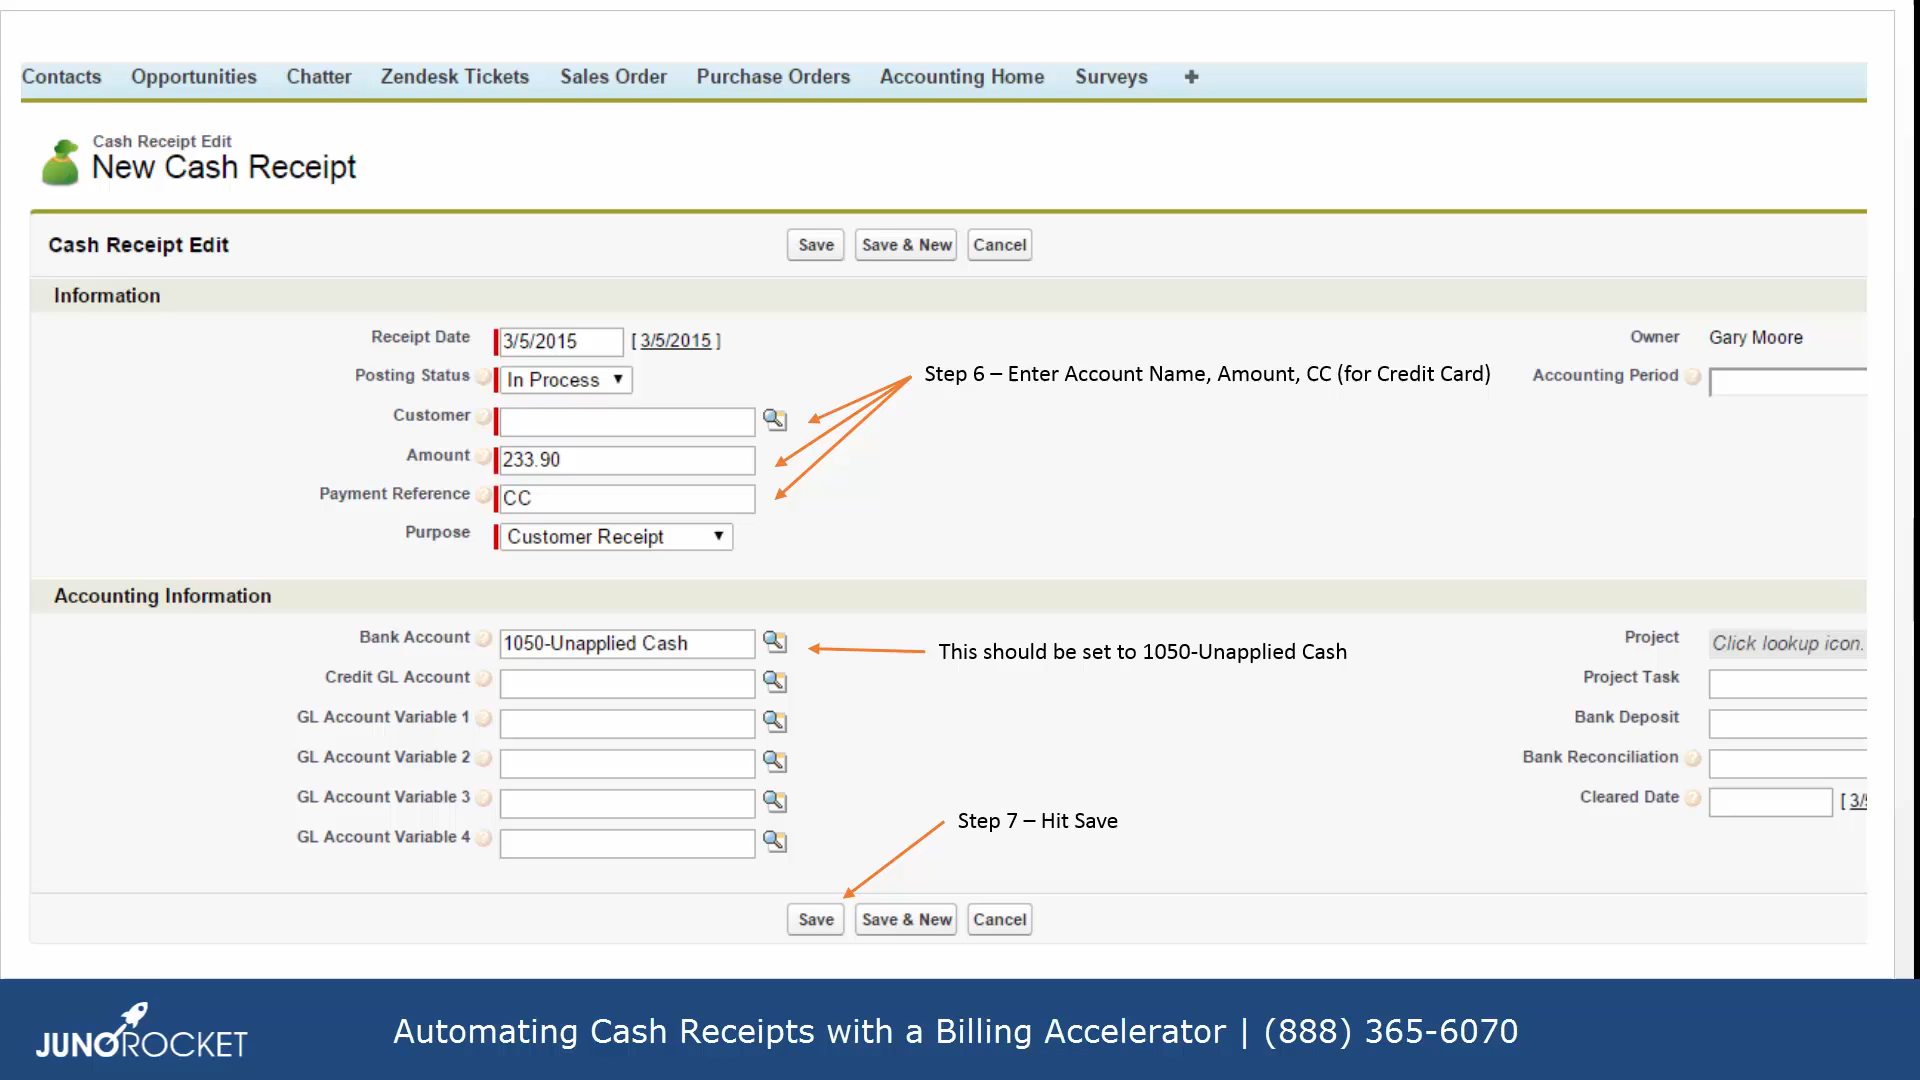 Contacts Opportunities Chatter Zendesk Tickets Sales Order Purchase Orders Accounting Home Surveys +
Cash Receipt Edit
New Cash Receipt
Cash Receipt Edit Save Save & New Cancel
Information
Receipt Date 3/5/2015 [ 3/5/2015 ] Owner Gary Moore
Posting Status In Process Step 6 – Enter Account Name, Amount, CC (for Credit Card) Accounting Period
Customer
Amount 233.90
Payment Reference CC
Purpose Customer Receipt
Accounting Information
Bank Account 1050-Unapplied Cash This should be set to 1050-Unapplied Cash Project Click lookup icon.
Credit GL Account Project Task
GL Account Variable 1 Bank Deposit
GL Account Variable 2 Bank Reconciliation
GL Account Variable 3 Cleared Date [ 3/
GL Account Variable 4 Step 7 – Hit Save
Save Save & New Cancel
JUNOROCKET Automating Cash Receipts with a Billing Accelerator | (888) 365-6070